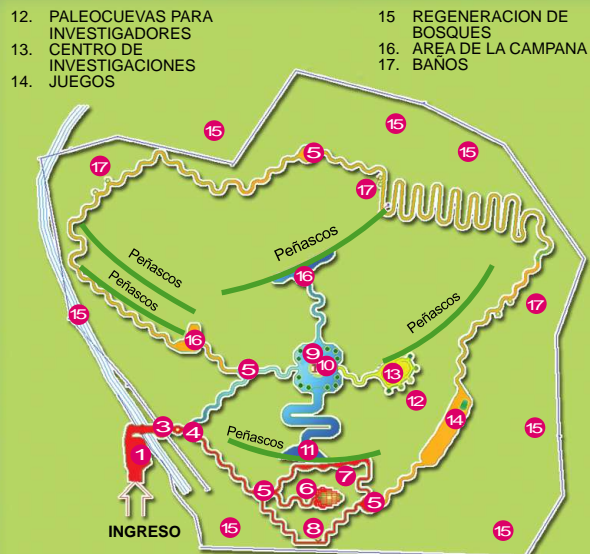 12. PALEOCUEVAS PARA
INVESTIGADORES
13. CENTRO DE
INVESTIGACIONES
14. JUEGOS
15 REGENERACION DE
BOSQUES
16. AREA DE LA CAMPANA
17. BAÑOS
15
15
15
5
17
17
Peñascos
Peñascos
Peñascos
16
Peñascos
17
15
16
9
10
5
13
12
14
3
4
15
1
Peñascos
11
7
6
5
5
8
15
15
INGRESO